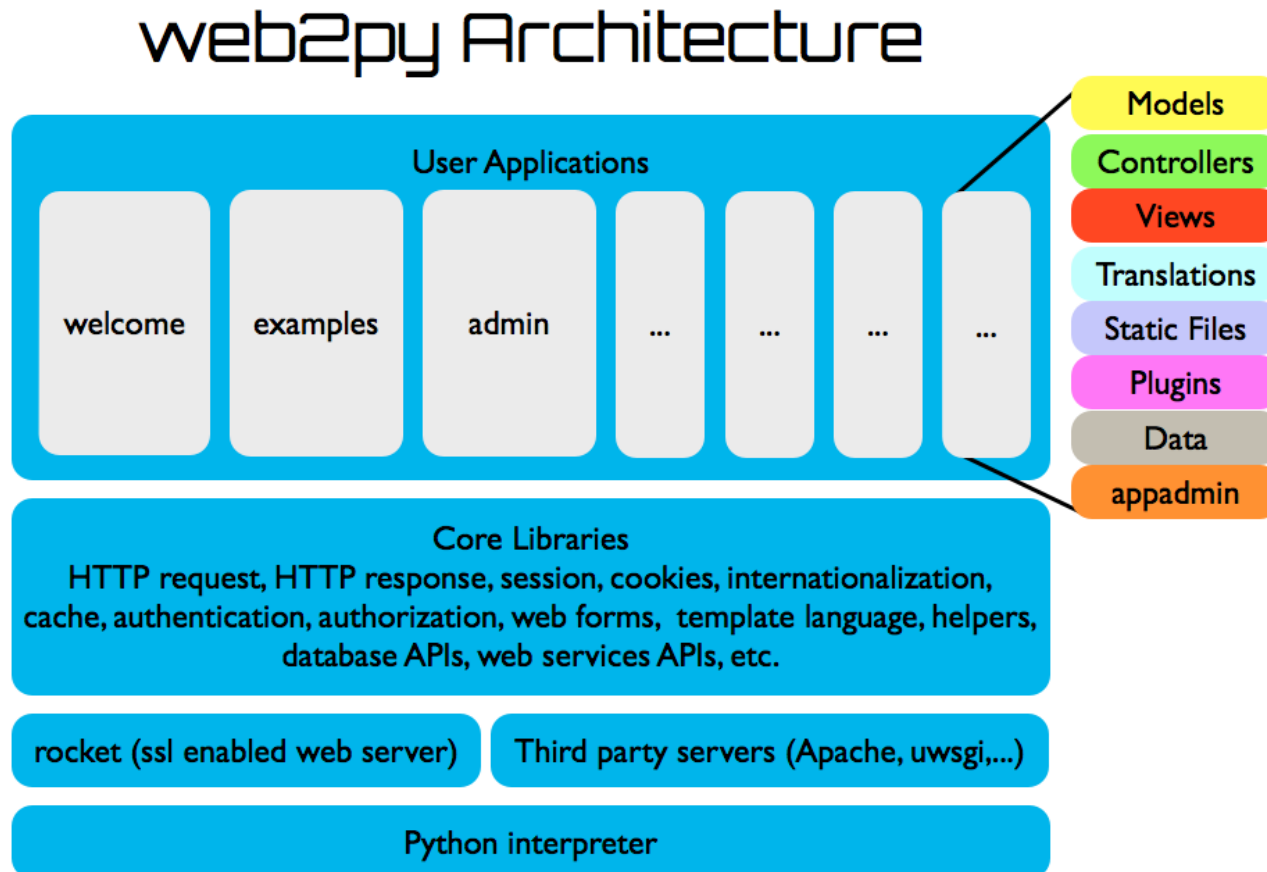 web2py Architecture
User Applications
welcome
examples
admin
...
...
...
...
Models
Controllers
Views
Translations
Static Files
Plugins
Data
appadmin
Core Libraries
HTTP request, HTTP response, session, cookies, internationalization,
cache, authentication, authorization, web forms, template language, helpers,
database APIs, web services APIs, etc.
rocket (ssl enabled web server)
Third party servers (Apache, uwsgi,...)
Python interpreter